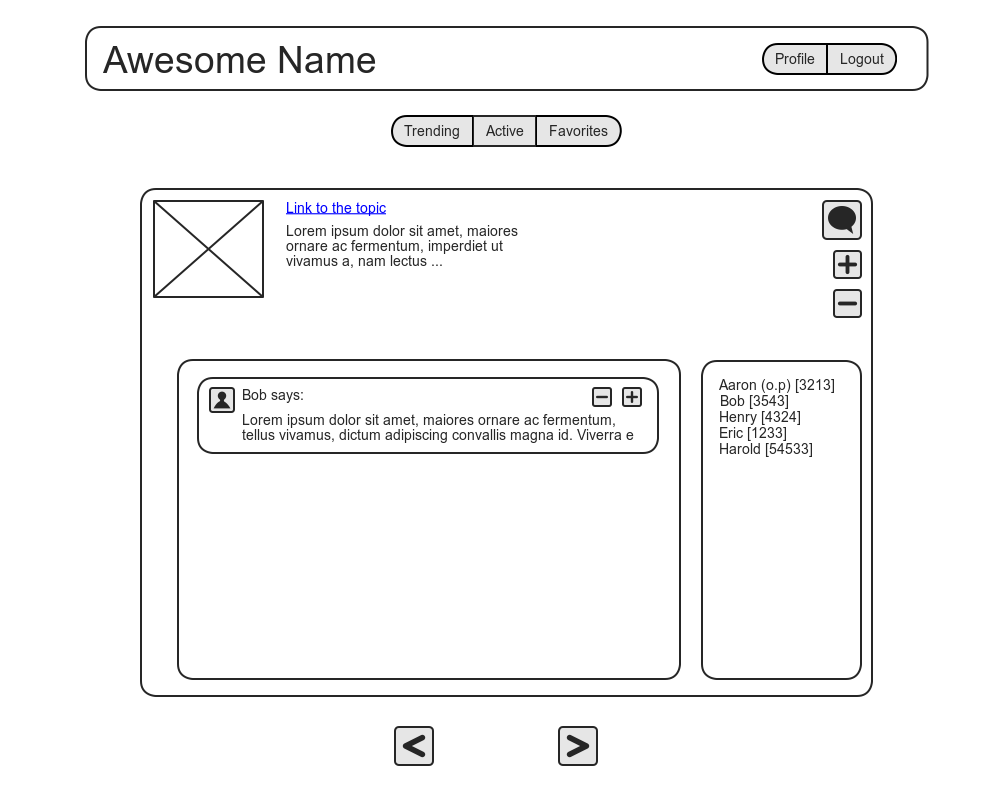 Awesome Name
Profile
Logout
Trending
Active
Favorites
Link to the topic
Lorem ipsum dolor sit amet, maiores
ornare ac fermentum, imperdiet ut
vivamus a, nam lectus ...
Bob says:
Lorem ipsum dolor sit amet, maiores ornare ac fermentum,
tellus vivamus, dictum adipiscing convallis magna id. Viverra e
Aaron (o.p) [3213]
Bob [3543]
Henry [4324]
Eric [1233]
Harold [54533]